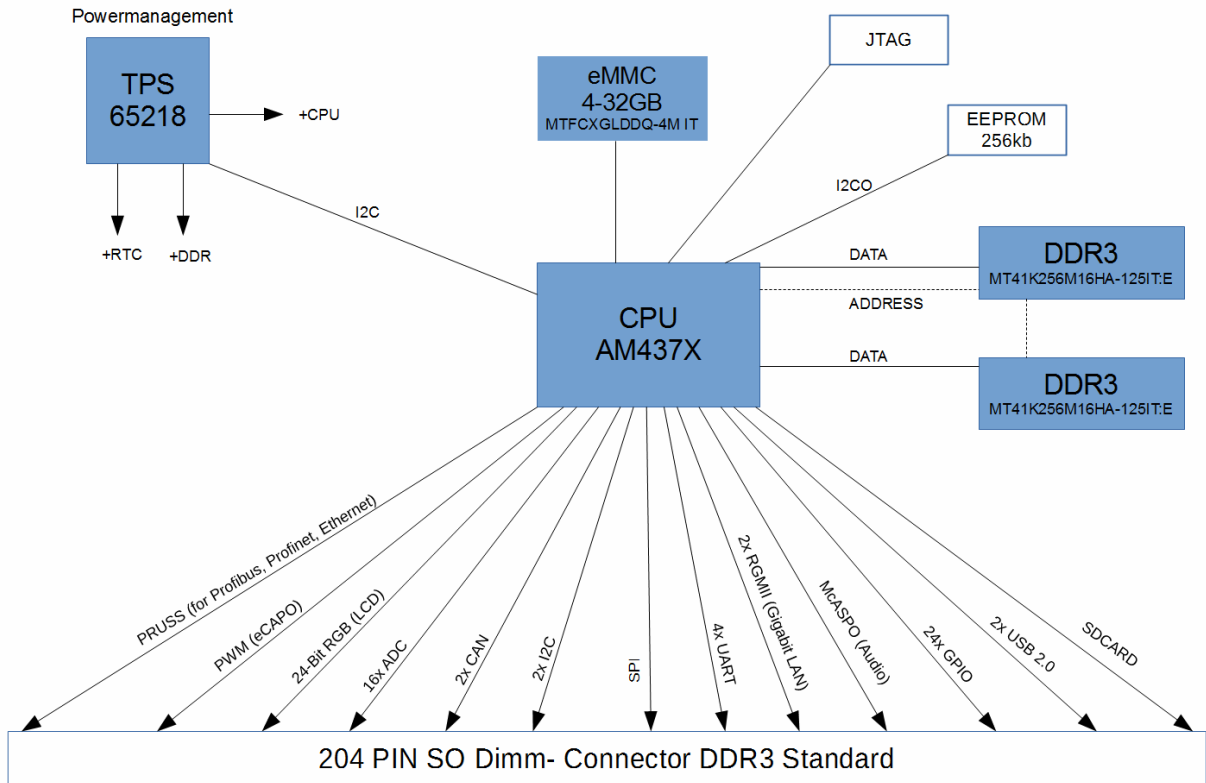 Powermanagement
TPS
65218
+CPU
+RTC
+DDR
I2C
eMMC
4-32GB
MTFCXGLDDQ-4M IT
JTAG
EEPROM
256kb
I2CO
DATA
ADDRESS
DATA
DDR3
MT41K256M16HA-125IT:E
DDR3
MT41K256M16HA-125IT:E
CPU
AM437X
PRUSS (for Profibus, Profinet, Ethernet)
PWM (eCAPO)
24-Bit RGB (LCD)
16x ADC
2x CAN
2x I2C
SPI
4x UART
2x RGMII (Gigabit LAN)
McASPO (Audio)
24x GPIO
2x USB 2.0
SDCARD
204 PIN SO Dimm- Connector DDR3 Standard